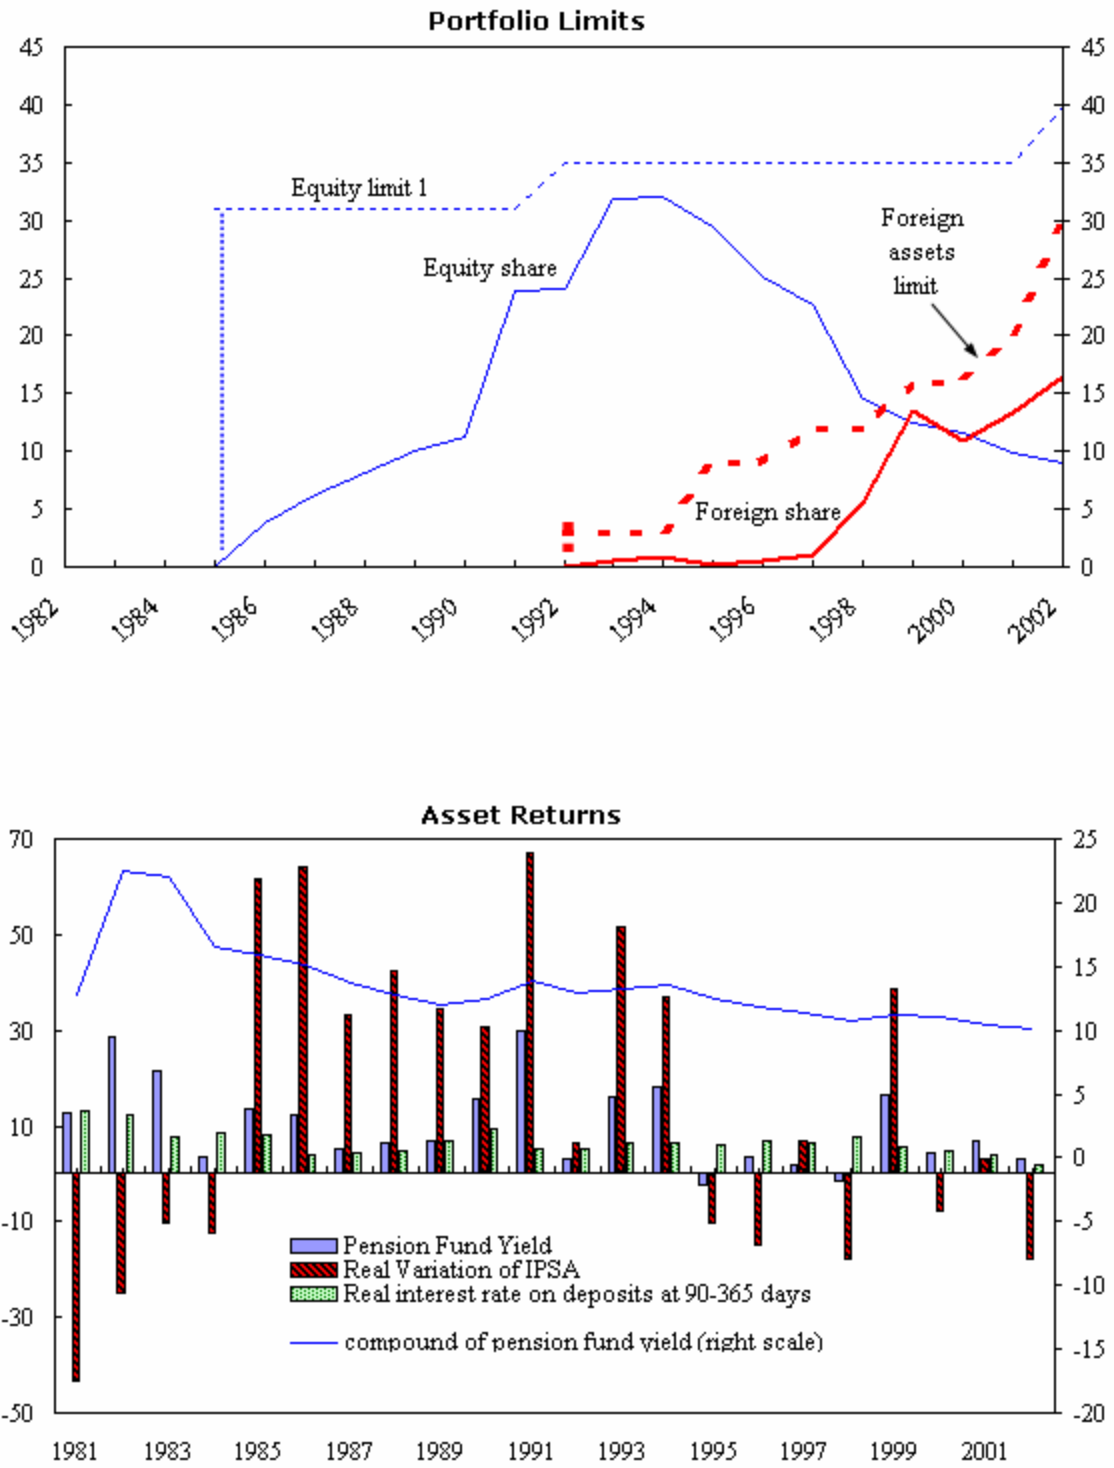 Portfolio Limits
45 45
40 40
35 35
Equity limit 1
30 30
Foreign
assets
limit
Equity share
25 25
20 20
15 15
10 10
Foreign share
5 5
0 0
1982 1984 1986 1988 1990 1992 1994 1996 1998 2000 2002
Asset Returns
70 25
20
50
15
30 10
5
10
0
-10 -5
Pension Fund Yield
Real Variation of IPSA
-10
Real interest rate on deposits at 90-365 days
-30
compound of pension fund yield (right scale)
-15
-50 -20
1981 1983 1985 1987 1989 1991 1993 1995 1997 1999 2001